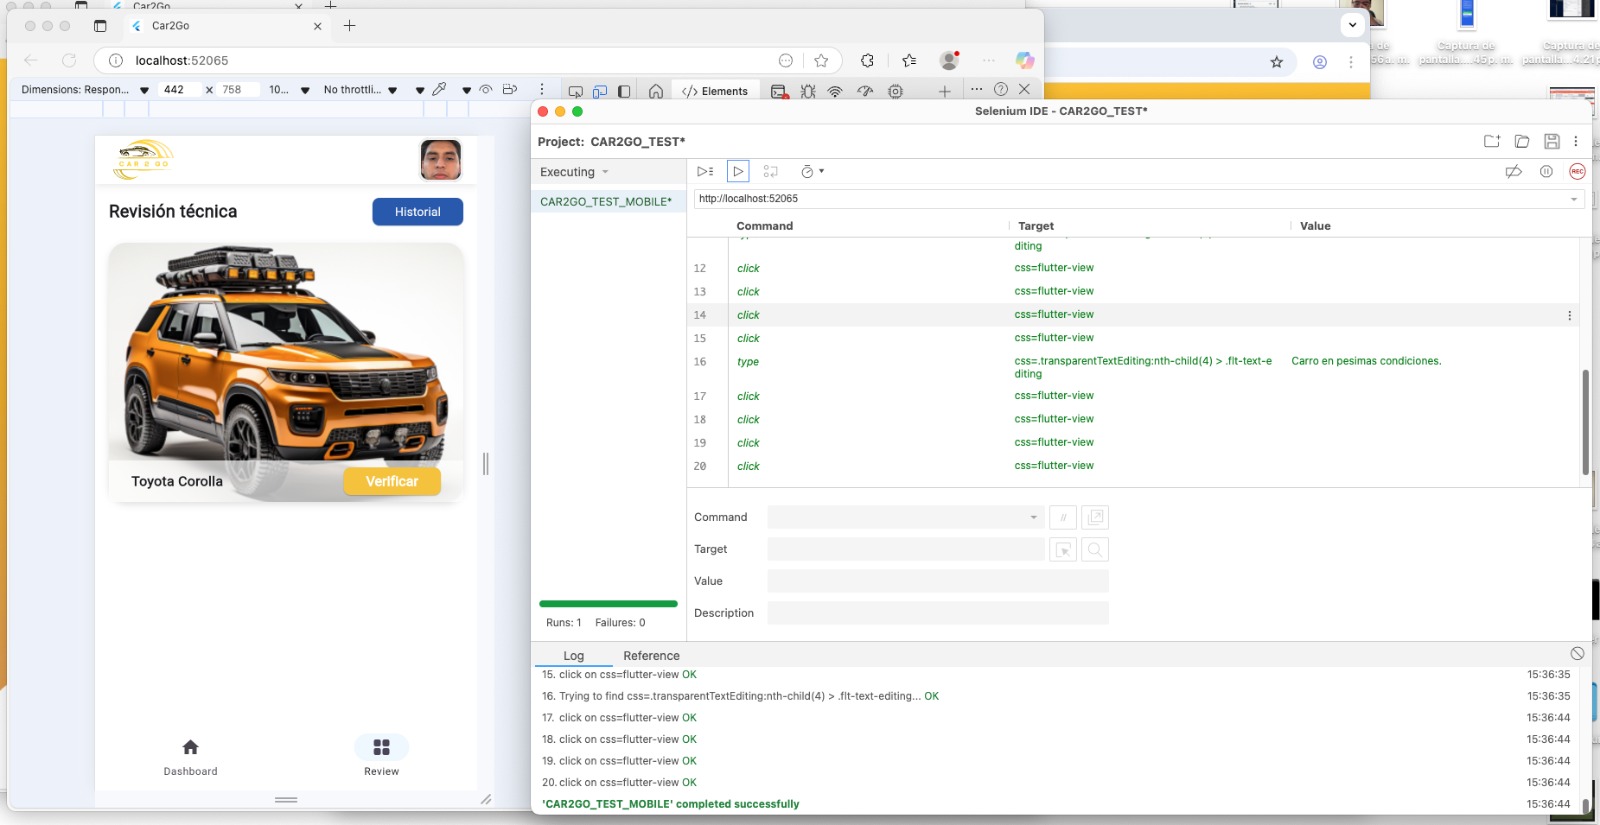 Car2Go
Car2Go
localhost:52065
Dimensions: Respon... 442 x 758 10... No throttli...
Elements
Captura de pantalla....45 p. m.
Selenium IDE - CAR2GO_TEST*
Project: CAR2GO_TEST*
Executing
CAR2GO_TEST_MOBILE*
REC
http://localhost:52065
Command Target Value
diting
12 click css=flutter-view
13 click css=flutter-view
14 click css=flutter-view
15 click css=flutter-view
16 type css=.transparentTextEditing:nth-child(4) > .flt-text-e Carro en pesimas condiciones.
diting
17 click css=flutter-view
18 click css=flutter-view
19 click css=flutter-view
20 click css=flutter-view
Command
//
Target
Value
Description
Runs: 1 Failures: 0
Log Reference
15. click on css=flutter-view OK 15:36:35
16. Trying to find css=.transparentTextEditing:nth-child(4) > .flt-text-editing... OK 15:36:35
17. click on css=flutter-view OK 15:36:44
18. click on css=flutter-view OK 15:36:44
19. click on css=flutter-view OK 15:36:44
20. click on css=flutter-view OK 15:36:44
'CAR2GO_TEST_MOBILE' completed successfully 15:36:44
CAR 2 GO
Revisión técnica
Historial
Toyota Corolla
Verificar
Dashboard
Review